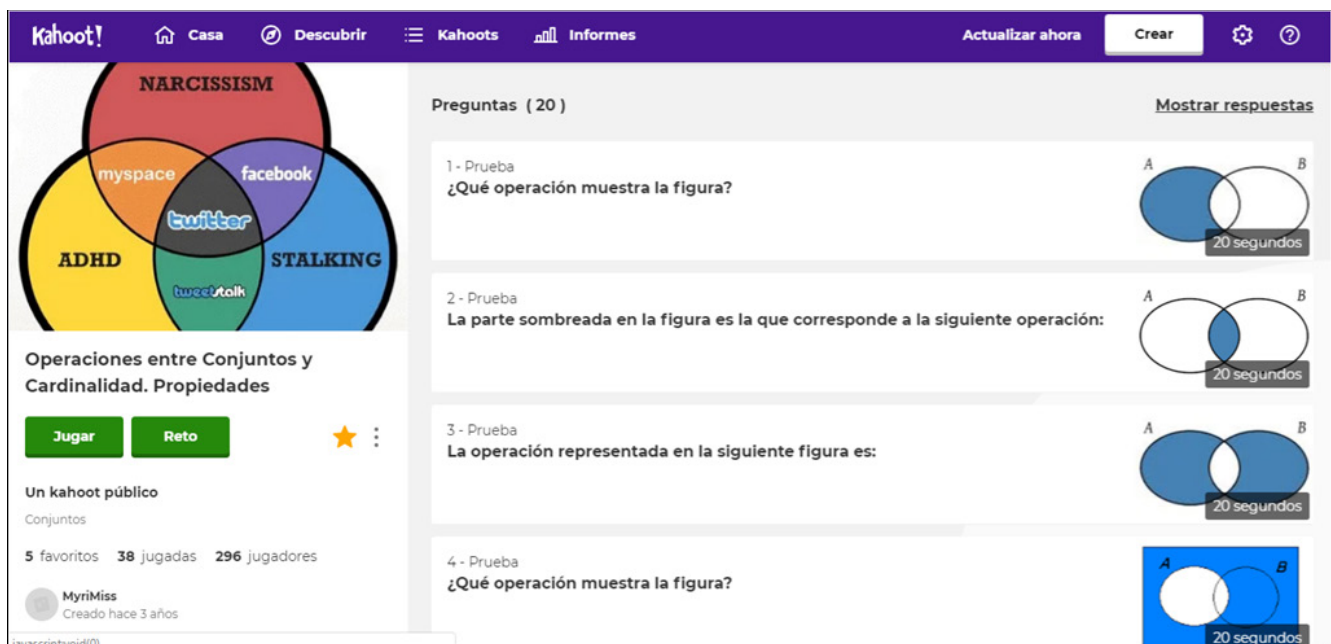 Kahoot! Casa Descubrir Kahoots Informes Actualizar ahora Crear
NARCISSISM
myspace facebook
twitter
ADHD STALKING
tweetstalk
Operaciones entre Conjuntos y
Cardinalidad. Propiedades
Jugar Reto
Un kahoot público
Conjuntos
5 favoritos 38 jugadas 296 jugadores
MyriMiss
Creado hace 3 años
javascript:void(0)
Preguntas ( 20 ) Mostrar respuestas
1 - Prueba
¿Qué operación muestra la figura?
A B
20 segundos
2 - Prueba
La parte sombreada en la figura es la que corresponde a la siguiente operación:
A B
20 segundos
3 - Prueba
La operación representada en la siguiente figura es:
A B
20 segundos
4 - Prueba
¿Qué operación muestra la figura?
A B
20 segundos